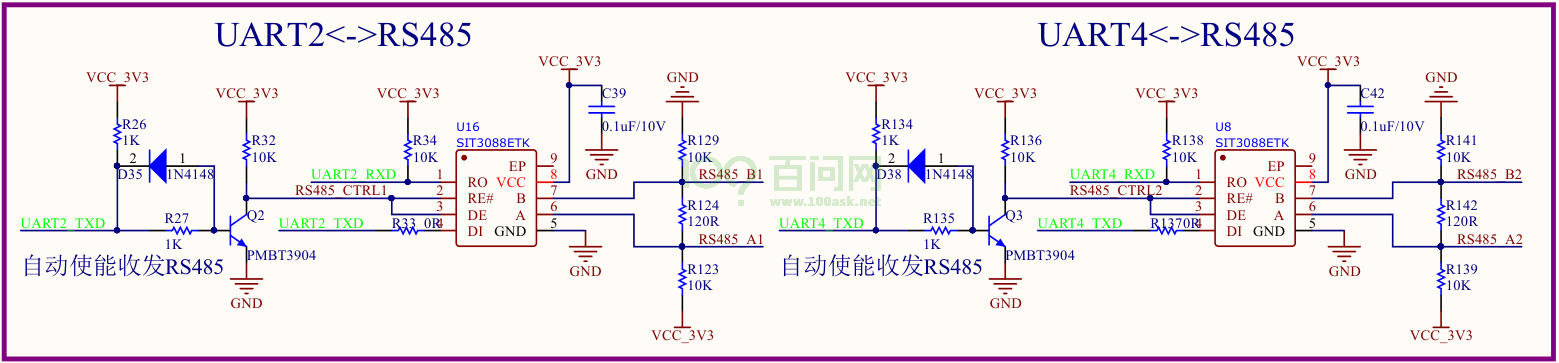 UART2<->RS485
VCC_3V3
R26
1K
2
1
D35
1N4148
UART2_TXD
R27
1K
自动使能收发RS485
VCC_3V3
R32
10K
Q2
PMBT3904
GND
VCC_3V3
R34
10K
UART2_RXD
RS485_CTRL1
UART2_TXD
R33 0R
U16
SIT3088ETK
1
2
3
4
RO
RE#
DE
DI
EP
VCC
B
A
GND
9
8
7
6
5
VCC_3V3
C39
0.1uF/10V
GND
GND
GND
R129
10K
RS485_B1
R124
120R
RS485_A1
R123
10K
VCC_3V3
百问网
www.100ask.net
UART4<->RS485
VCC_3V3
R134
1K
2
1
D38
1N4148
UART4_TXD
R135
1K
自动使能收发RS485
VCC_3V3
R136
10K
Q3
PMBT3904
GND
VCC_3V3
R138
10K
UART4_RXD
RS485_CTRL2
UART4_TXD
R1370R
U8
SIT3088ETK
1
2
3
4
RO
RE#
DE
DI
EP
VCC
B
A
GND
9
8
7
6
5
VCC_3V3
C42
0.1uF/10V
GND
GND
GND
R141
10K
RS485_B2
R142
120R
RS485_A2
R139
10K
VCC_3V3